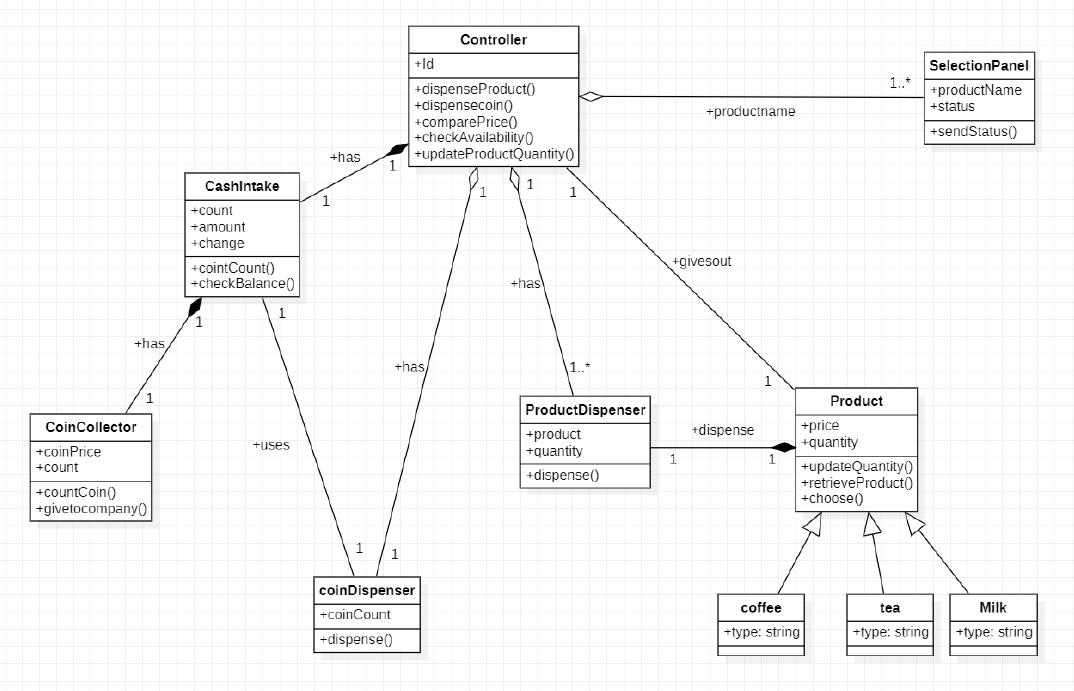 Controller
+Id
+dispenseProduct()
+dispensecoin()
+comparePrice()
+checkAvailability()
+updateProductQuantity()
SelectionPanel
+productName
+status
+sendStatus()
1..*
+productname
+has
1
1
CashIntake
+count
+amount
+change
+cointCount()
+checkBalance()
1
1
1
1
1
+givesout
+has
+has
+has
1
1
1..*
+uses
1
1
CoinCollector
+coinPrice
+count
+countCoin()
+givetocompany()
ProductDispenser
+product
+quantity
+dispense()
+dispense
1
1
Product
+price
+quantity
+updateQuantity()
+retrieveProduct()
+choose()
coinDispenser
+coinCount
+dispense()
coffee
+type: string
tea
+type: string
Milk
+type: string